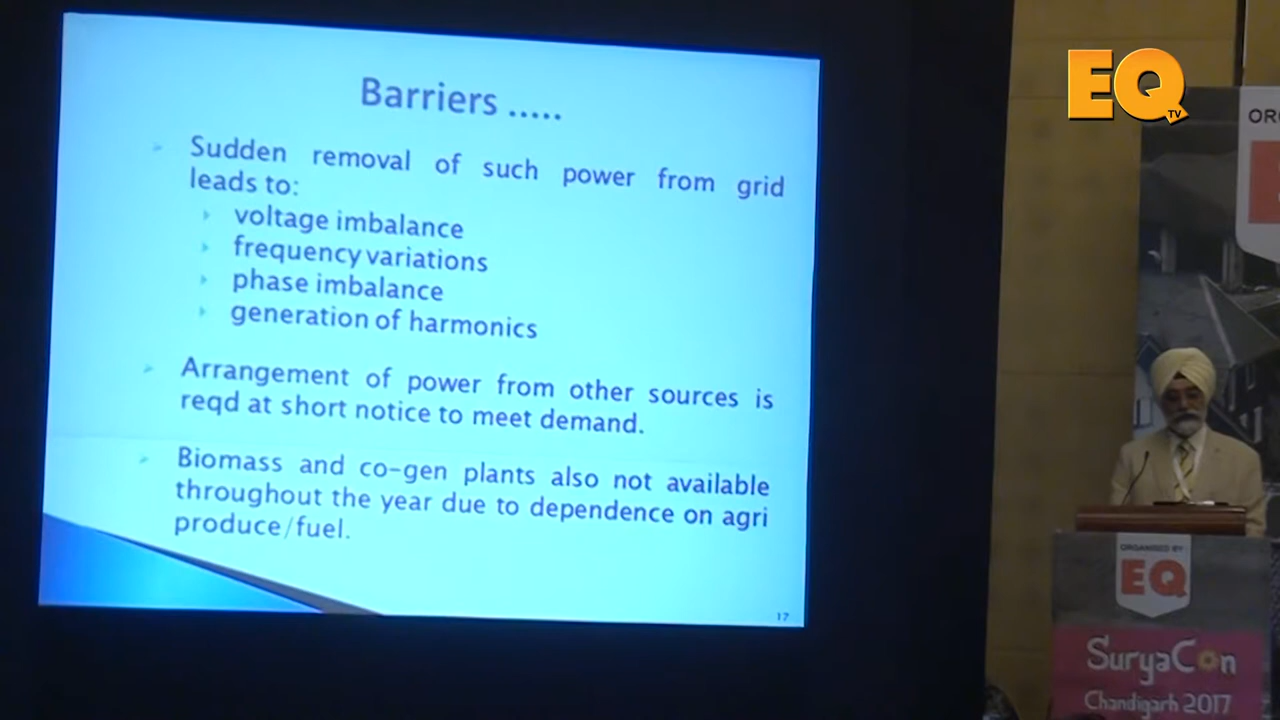 Barriers .....
Sudden removal of such power from grid
leads to:
voltage imbalance
frequency variations
phase imbalance
generation of harmonics
Arrangement of power from other sources is
reqd at short notice to meet demand.
Biomass and co-gen plants also not available
throughout the year due to dependence on agri
produce/fuel.
17
EQ
TV
ORG
ORGANISED BY
EQ
SuryaCon
Chandigarh 2017